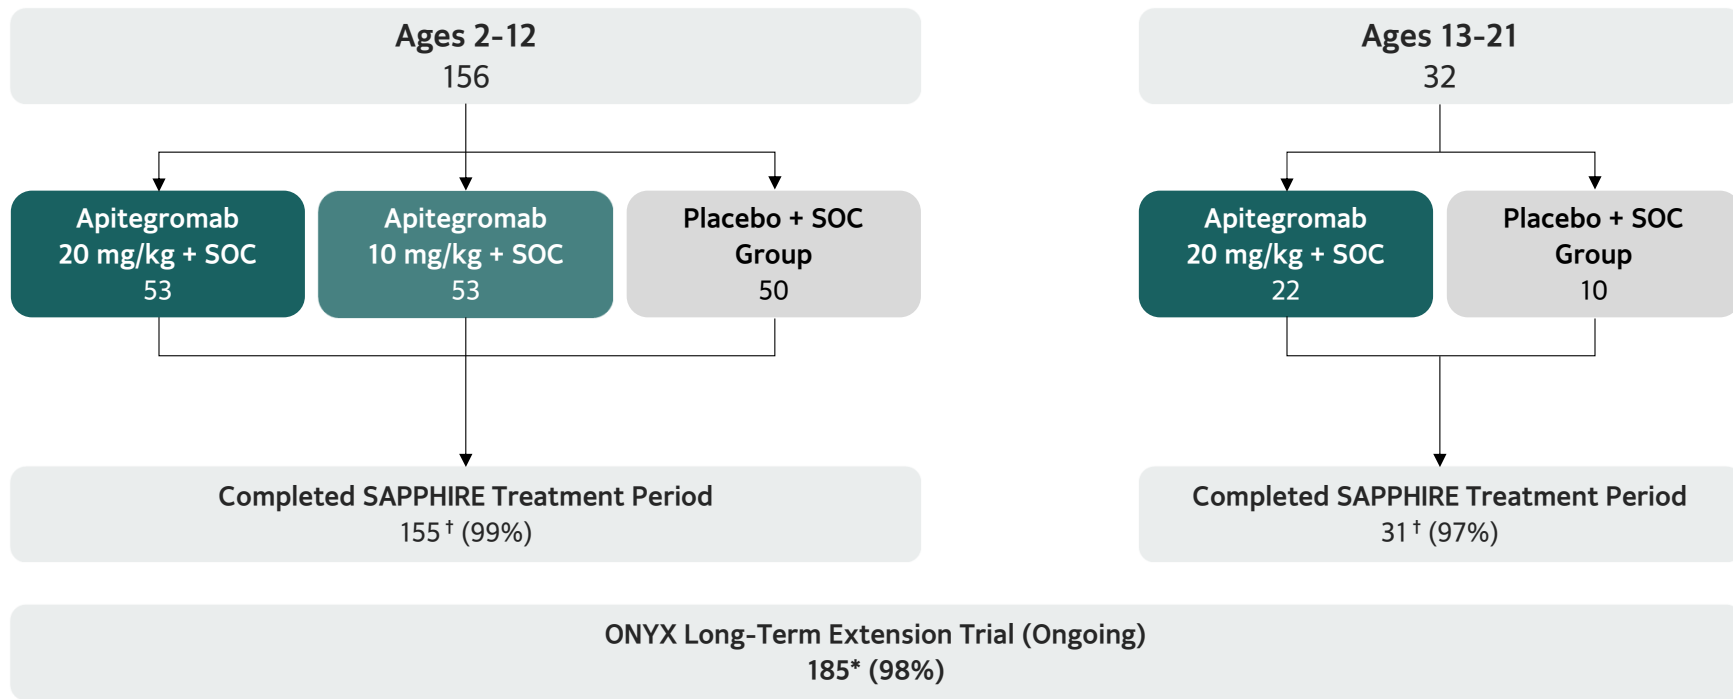 Ages 2-12
156
Ages 13-21
32
Apitegromab
20 mg/kg + SOC
53
Apitegromab
10 mg/kg + SOC
53
Placebo + SOC
Group
50
Apitegromab
20 mg/kg + SOC
22
Placebo + SOC
Group
10
Completed SAPPHIRE Treatment Period
155 † (99%)
Completed SAPPHIRE Treatment Period
31 † (97%)
ONYX Long-Term Extension Trial (Ongoing)
185* (98%)